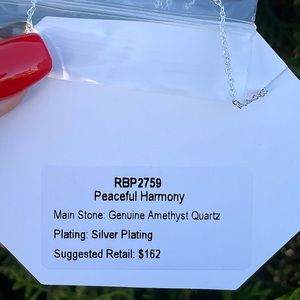 RBP2759
Peaceful Harmony
Main Stone: Genuine Amethyst Quartz
Plating: Silver Plating
Suggested Retail: $162